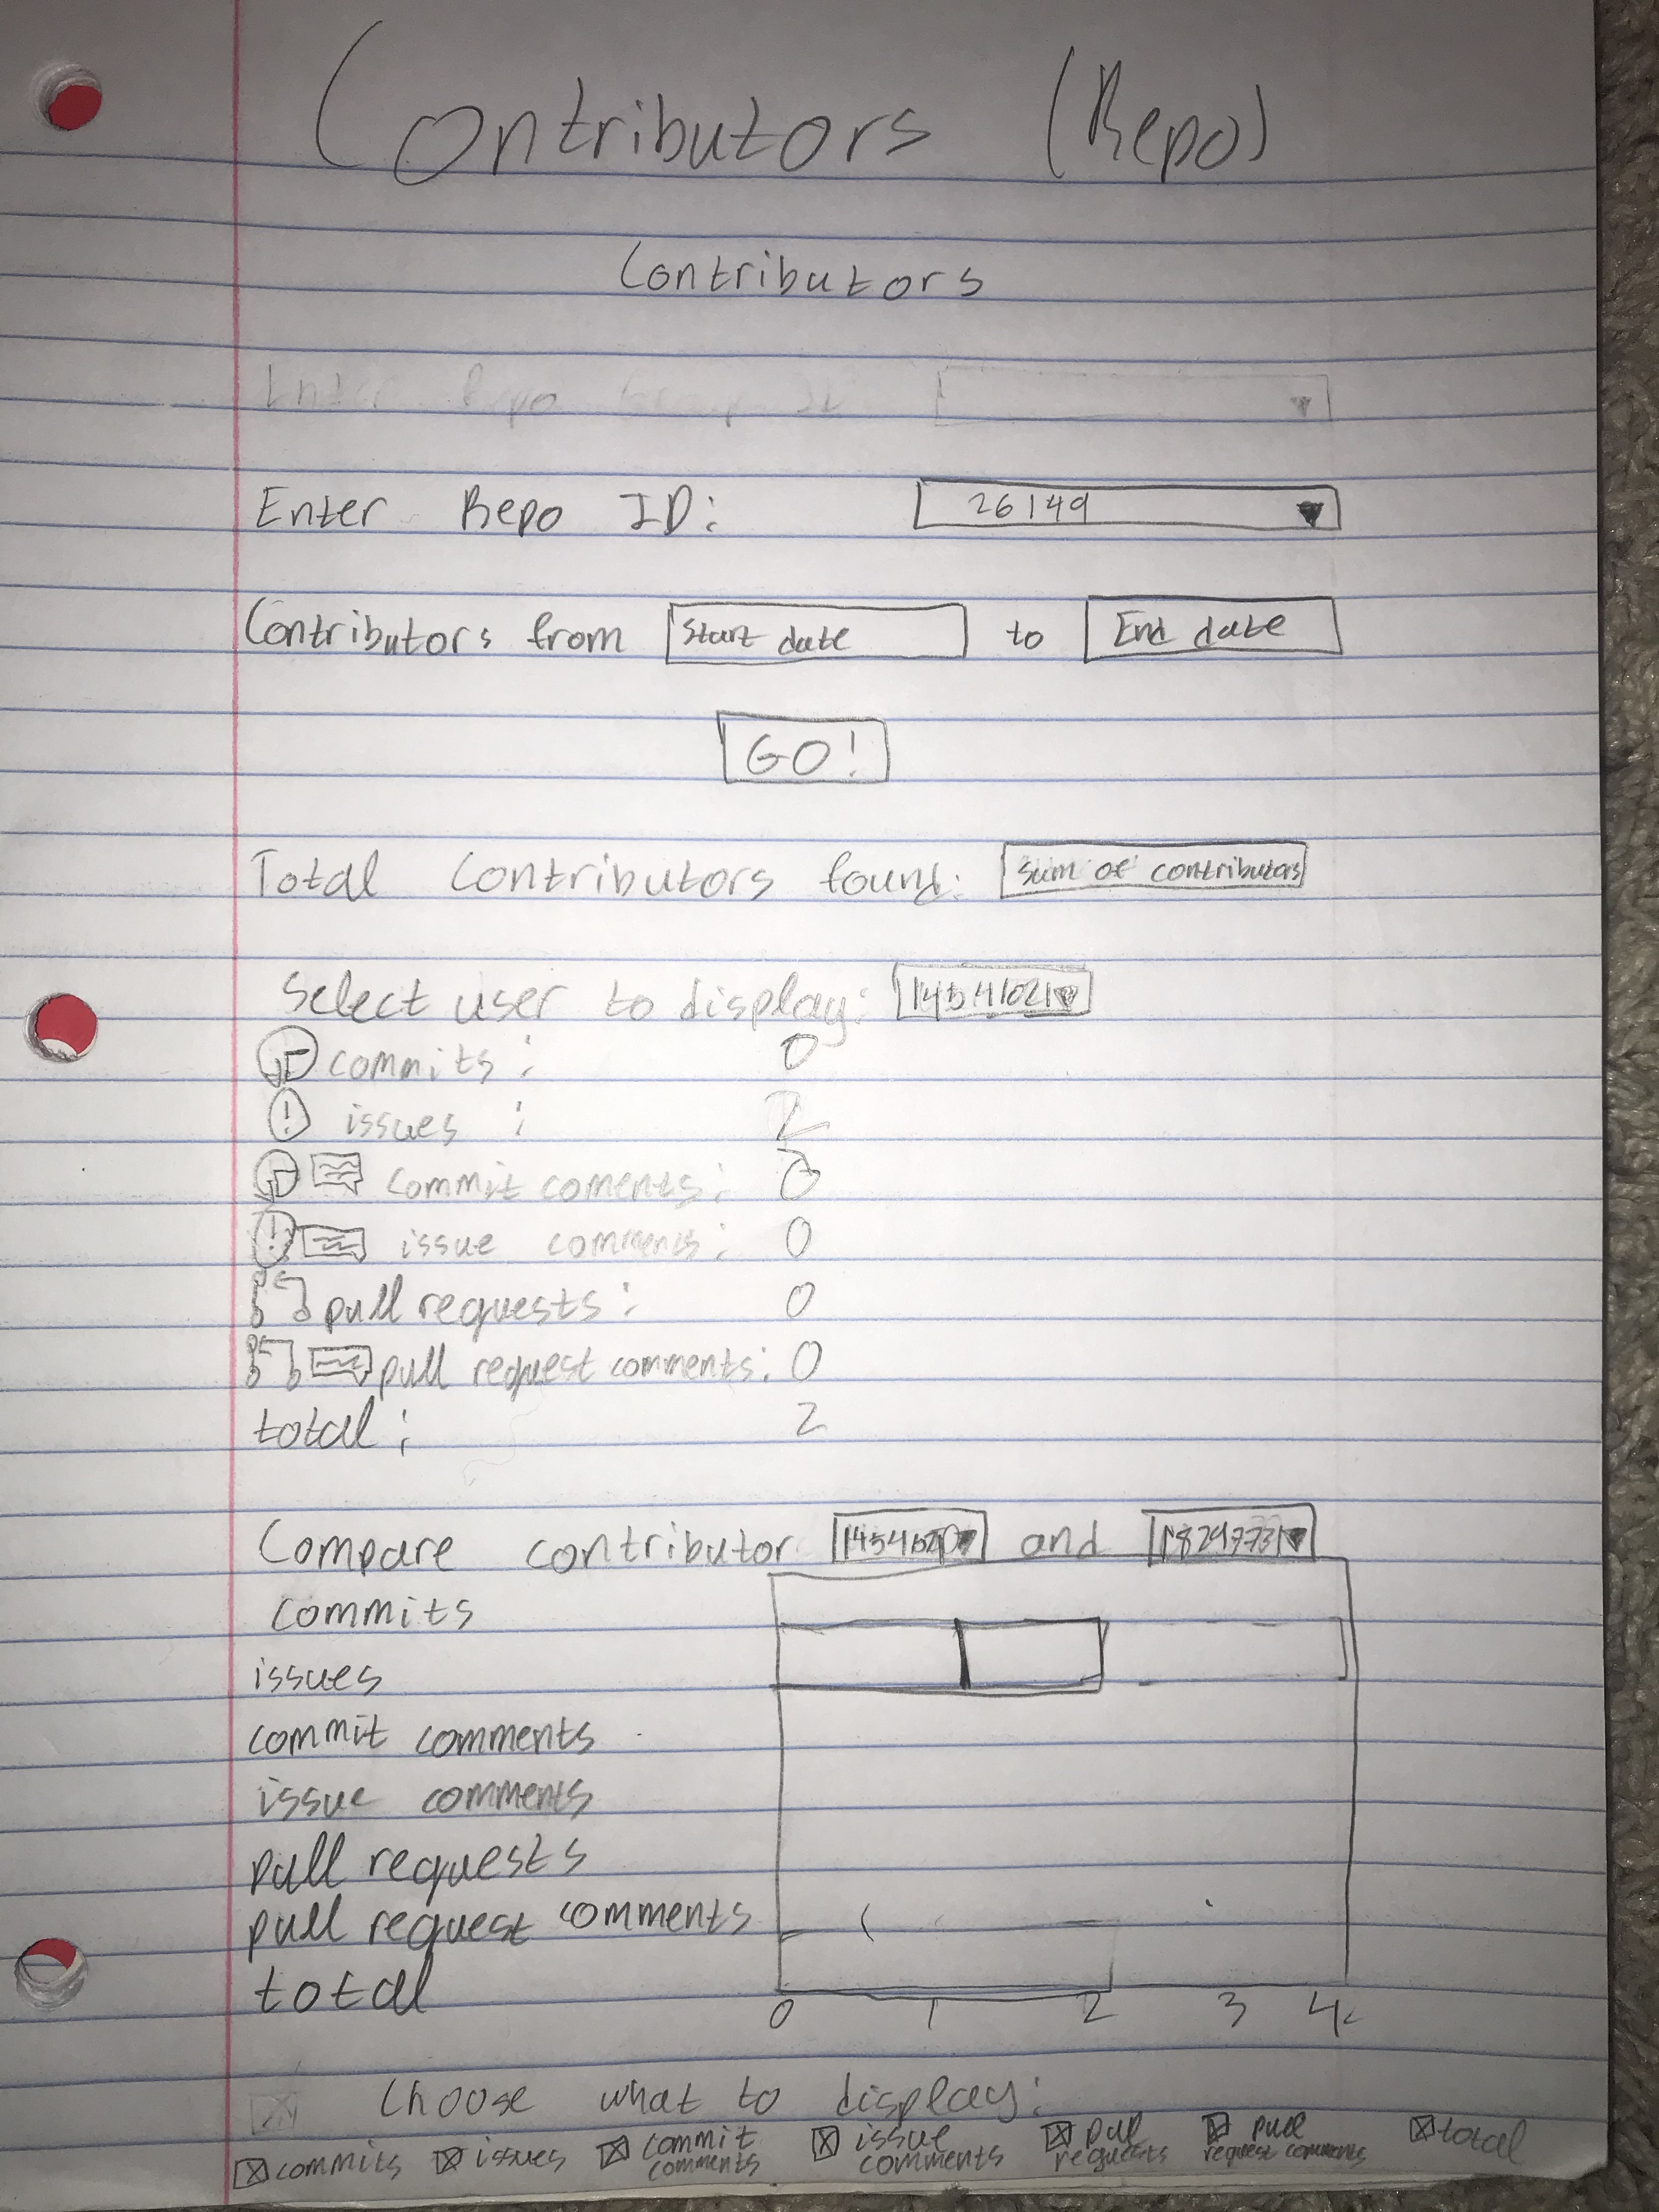 Contributors (Repo)
Contributors
Enter Repo Group ID
Enter Repo ID: 26149
Contributors from Start date to End date
GO!
Total Contributors found: sum of contributors
Select user to display:
commits: 0
issues: 2
commit coments: 0
issue comments: 0
pull requests: 0
pull request comments: 0
total: 2
Compare contributor and
commits
issues
commit comments
issue comments
pull requests
pull request comments
total
0 1 2 3 4
Choose what to display:
commits issues commit comments issue comments pull requests pull request comments total